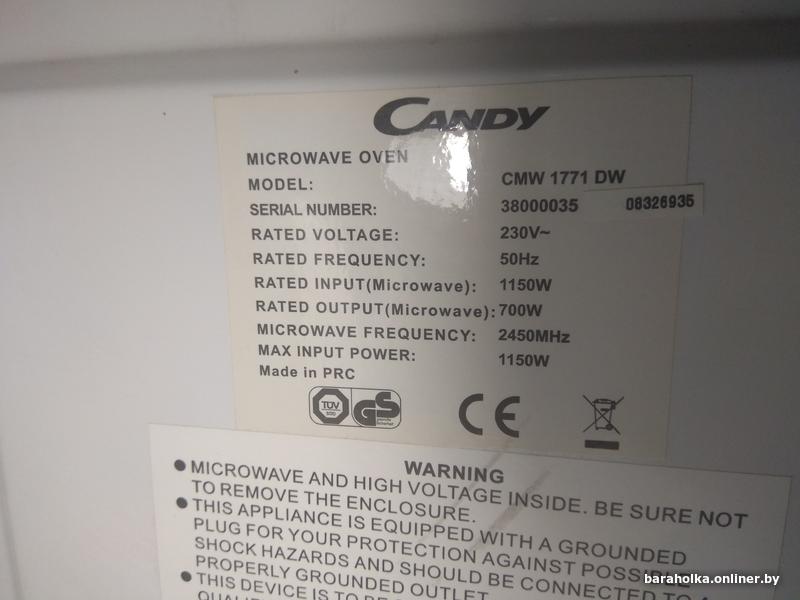 CANDY
MICROWAVE OVEN
MODEL: CMW 1771 DW
SERIAL NUMBER: 38000035 08326935
RATED VOLTAGE: 230V~
RATED FREQUENCY: 50Hz
RATED INPUT(Microwave): 1150W
RATED OUTPUT(Microwave): 700W
MICROWAVE FREQUENCY: 2450MHz
MAX INPUT POWER: 1150W
Made in PRC
TÜV GS CE
WARNING
● MICROWAVE AND HIGH VOLTAGE INSIDE. BE SURE NOT
TO REMOVE THE ENCLOSURE.
● THIS APPLIANCE IS EQUIPPED WITH A GROUNDED
PLUG FOR YOUR PROTECTION AGAINST
SHOCK HAZARDS AND SHOULD BE CONNECTED TO A
PROPERLY GROUNDED OUTLET.
● THIS DEVICE IS TO BE
baraholka.onliner.by